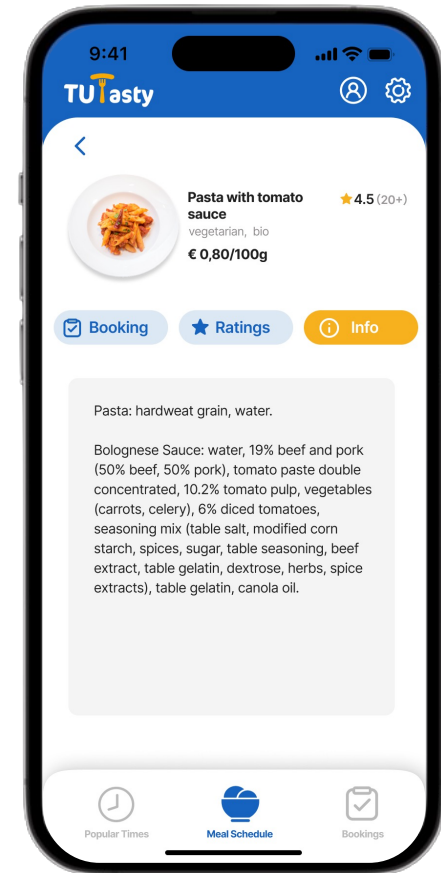 9:41
TUTasty
Pasta with tomato
sauce
vegetarian, bio
€ 0,80/100g
4.5 (20+)
Booking
Ratings
Info
Pasta: hardweat grain, water.
Bolognese Sauce: water, 19% beef and pork
(50% beef, 50% pork), tomato paste double
concentrated, 10.2% tomato pulp, vegetables
(carrots, celery), 6% diced tomatoes,
seasoning mix (table salt, modified corn
starch, spices, sugar, table seasoning, beef
extract, table gelatin, dextrose, herbs, spice
extracts), table gelatin, canola oil.
Popular Times
Meal Schedule
Bookings